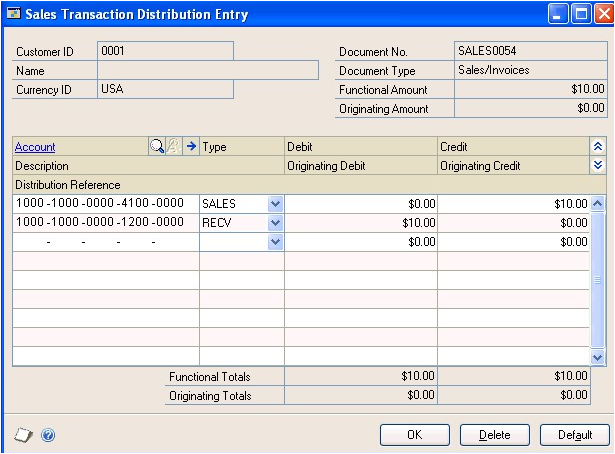 Sales Transaction Distribution Entry
Customer ID 0001 Document No. SALES0054
Name Document Type Sales/Invoices
Currency ID USA Functional Amount $10.00
Originating Amount $0.00
Account Type Debit Credit
Description Originating Debit Originating Credit
Distribution Reference
1000 -1000 -0000 -4100 -0000 SALES $0.00 $10.00
1000 -1000 -0000 -1200 -0000 RECV $10.00 $0.00
- - - - $0.00 $0.00
Functional Totals $10.00 $10.00
Originating Totals $0.00 $0.00
OK Delete Default